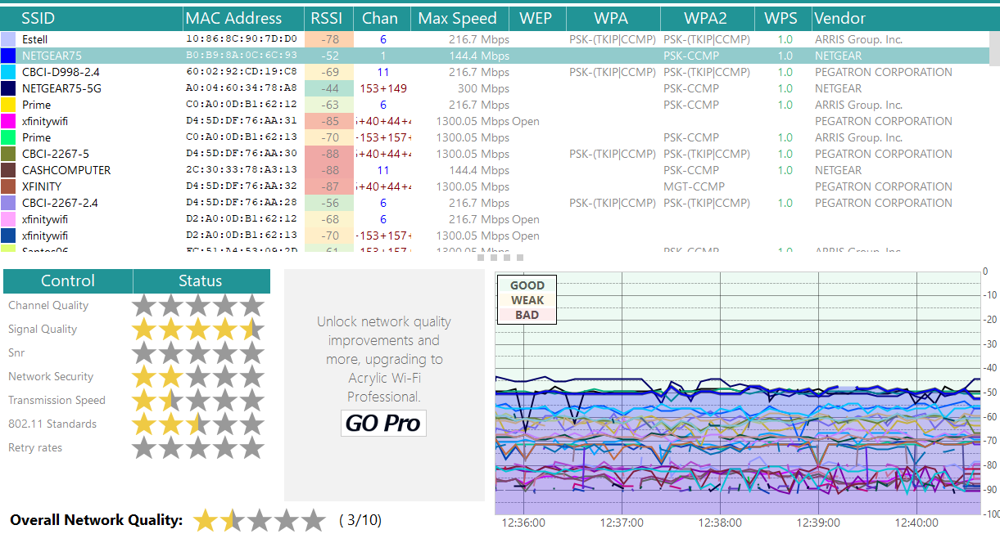 SSID MAC Address RSSI Chan Max Speed WEP WPA WPA2 WPS Vendor
Estell 10:86:8C:90:7D:D0 -78 6 216.7 Mbps PSK-(TKIP|CCMP) PSK-(TKIP|CCMP) 1.0 ARRIS Group. Inc.
NETGEAR75 B0:B9:8A:0C:6C:93 -52 1 144.4 Mbps PSK-CCMP 1.0 NETGEAR
CBCI-D998-2.4 60:02:92:CD:19:C8 -69 11 216.7 Mbps PSK-(TKIP|CCMP) PSK-(TKIP|CCMP) 1.0 PEGATRON CORPORATION
NETGEAR75-5G A0:04:60:34:78:A8 -44 153+149 300 Mbps PSK-CCMP 1.0 NETGEAR
Prime C0:A0:0D:B1:62:12 -63 6 216.7 Mbps PSK-CCMP 1.0 ARRIS Group. Inc.
xfinitywifi D4:5D:DF:76:AA:31 -85 +40+44+4 1300.05 Mbps Open PEGATRON CORPORATION
Prime C0:A0:0D:B1:62:13 -70 -153+157+ 1300.05 Mbps PSK-CCMP 1.0 ARRIS Group. Inc.
CBCI-2267-5 D4:5D:DF:76:AA:30 -88 +40+44+4 1300.05 Mbps PSK-(TKIP|CCMP) PSK-(TKIP|CCMP) 1.0 PEGATRON CORPORATION
CASHCOMPUTER 2C:30:33:78:A3:13 -88 11 144.4 Mbps PSK-CCMP 1.0 NETGEAR
XFINITY D4:5D:DF:76:AA:32 -87 +40+44+4 1300.05 Mbps MGT-CCMP PEGATRON CORPORATION
CBCI-2267-2.4 D4:5D:DF:76:AA:28 -56 6 216.7 Mbps PSK-(TKIP|CCMP) PSK-(TKIP|CCMP) 1.0 PEGATRON CORPORATION
xfinitywifi D2:A0:0D:B1:62:12 -68 6 216.7 Mbps Open
xfinitywifi D2:A0:0D:B1:62:13 -70 -153+157+ 1300.05 Mbps Open
-61 1300.05 Mbps PSK-CCMP 1.0 ARRIS Group. Inc.
Control Status
Channel Quality
Signal Quality
Snr
Network Security
Transmission Speed
802.11 Standards
Retry rates
Overall Network Quality: ( 3/10)
Unlock network quality
improvements and
more, upgrading to
Acrylic Wi-Fi
Professional.
GO Pro
GOOD
WEAK
BAD
0
-10
-20
-30
-40
-50
-60
-70
-80
-90
-100
12:36:00 12:37:00 12:38:00 12:39:00 12:40:00